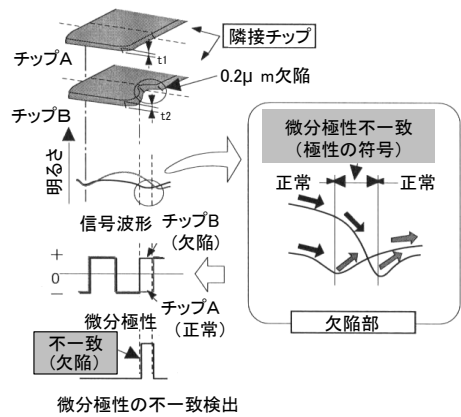 隣接チップ
チップA
t1
0.2μm欠陥
チップB
t2
明るさ
信号波形
チップB
(欠陥)
+
0
−
チップA
(正常)
微分極性
不一致
(欠陥)
微分極性の不一致検出
微分極性不一致
(極性の符号)
正常
正常
欠陥部